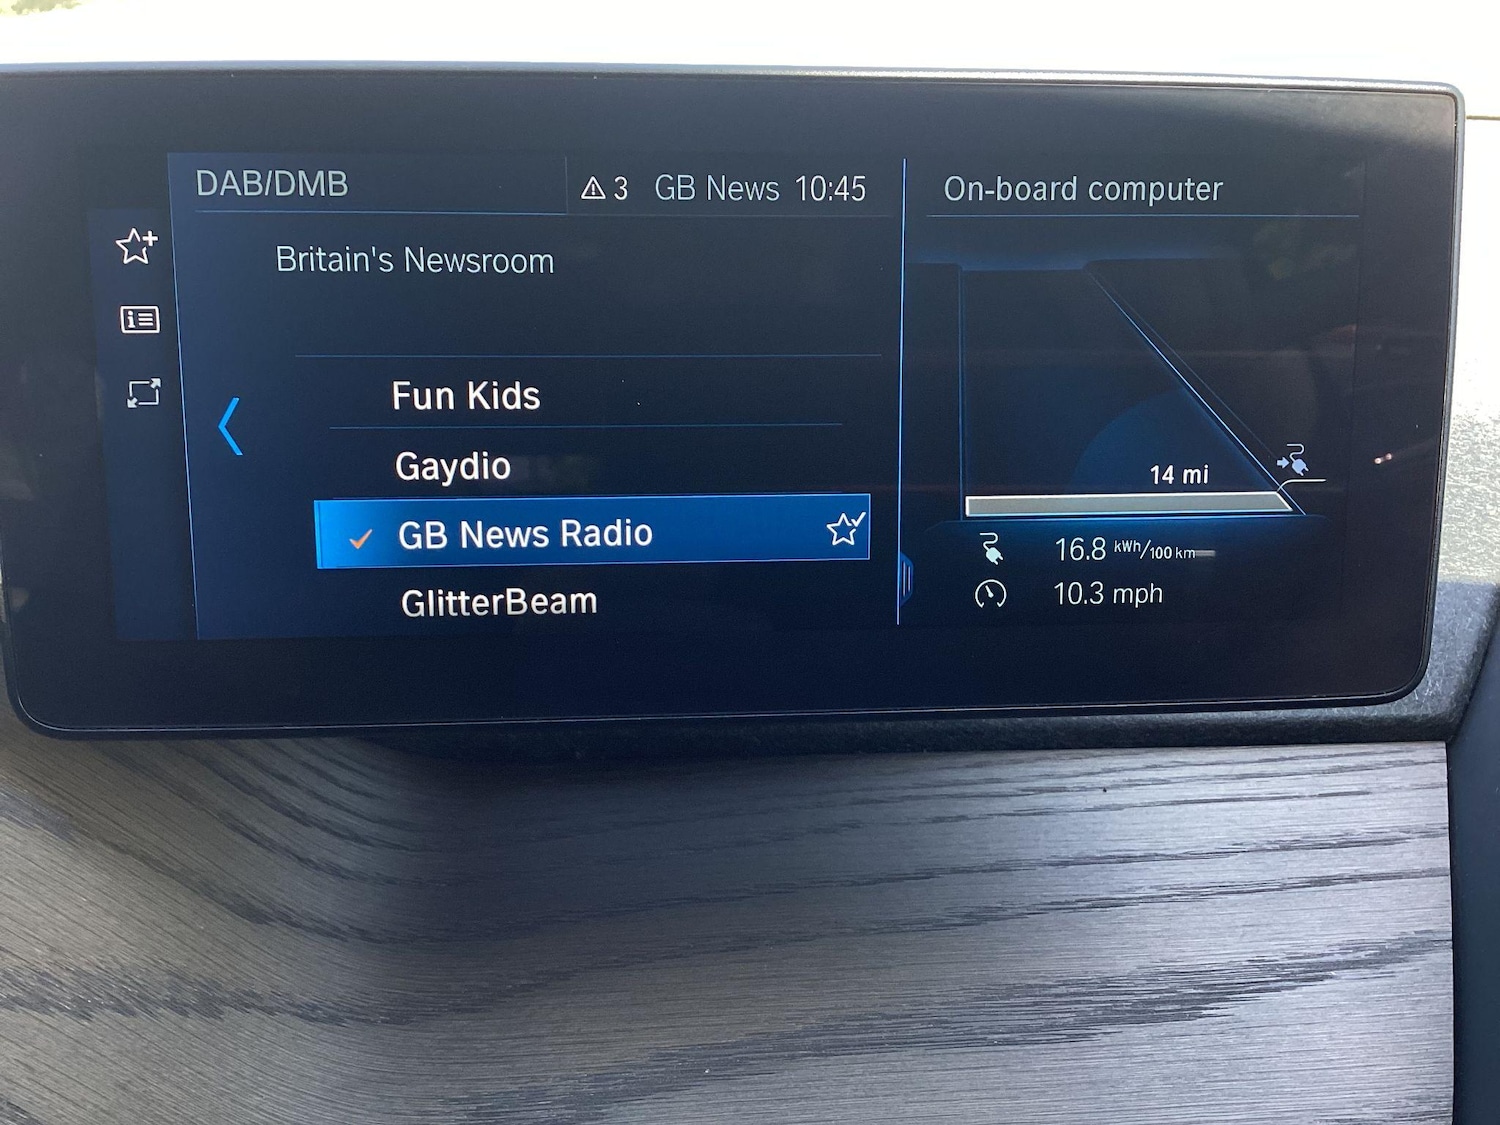 DAB/DMB
3 GB News 10:45
On-board computer
Britain's Newsroom
Fun Kids
Gaydio
GB News Radio
GlitterBeam
14 mi
16.8 kWh/100 km
10.3 mph